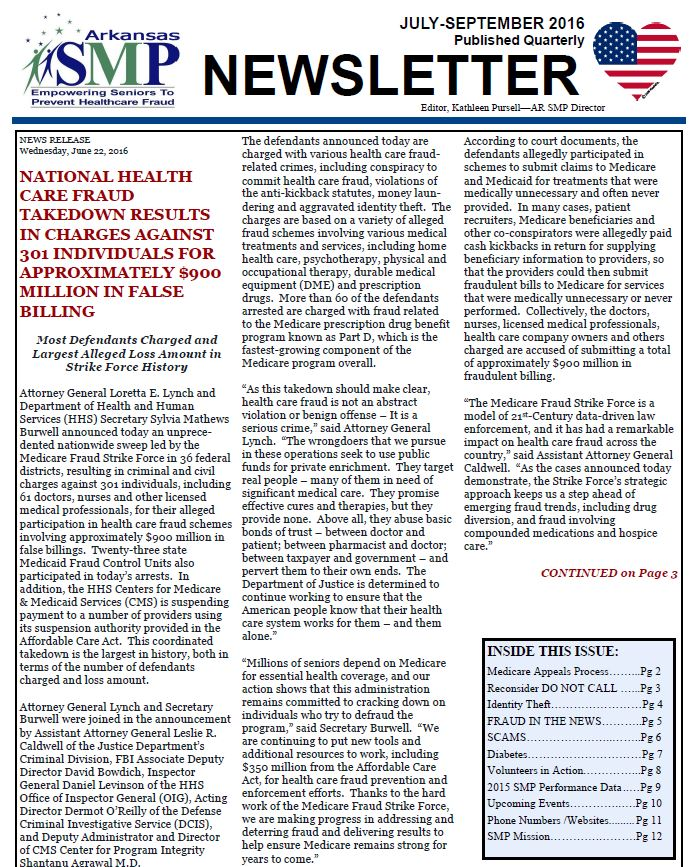 Arkansas
SMP
Empowering Seniors To
Prevent Healthcare Fraud
JULY-SEPTEMBER 2016
Published Quarterly
NEWSLETTER
Editor, Kathleen Pursell—AR SMP Director
NEWS RELEASE
Wednesday, June 22, 2016
NATIONAL HEALTH
CARE FRAUD
TAKEDOWN RESULTS
IN CHARGES AGAINST
301 INDIVIDUALS FOR
APPROXIMATELY $900
MILLION IN FALSE
BILLING
Most Defendants Charged and
Largest Alleged Loss Amount in
Strike Force History
Attorney General Loretta E. Lynch and
Department of Health and Human
Services (HHS) Secretary Sylvia Mathews
Burwell announced today an unprece-
dented nationwide sweep led by the
Medicare Fraud Strike Force in 36 federal
districts, resulting in criminal and civil
charges against 301 individuals, including
61 doctors, nurses and other licensed
medical professionals, for their alleged
participation in health care fraud schemes
involving approximately $900 million in
false billings.  Twenty-three state
Medicaid Fraud Control Units also
participated in today's arrests.  In
addition, the HHS Centers for Medicare
& Medicaid Services (CMS) is suspending
payment to a number of providers using
its suspension authority provided in the
Affordable Care Act.  This coordinated
takedown is the largest in history, both in
terms of the number of defendants
charged and loss amount.
Attorney General Lynch and Secretary
Burwell were joined in the announcement
by Assistant Attorney General Leslie R.
Caldwell of the Justice Department's
Criminal Division, FBI Associate Deputy
Director David Bowdich, Inspector
General Daniel Levinson of the HHS
Office of Inspector General (OIG), Acting
Director Dermot O'Reilly of the Defense
Criminal Investigative Service (DCIS),
and Deputy Administrator and Director
of CMS Center for Program Integrity
Shantanu Agrawal M.D.
The defendants announced today are
charged with various health care fraud-
related crimes, including conspiracy to
commit health care fraud, violations of
the anti-kickback statutes, money laun-
dering and aggravated identity theft.  The
charges are based on a variety of alleged
fraud schemes involving various medical
treatments and services, including home
health care, psychotherapy, physical and
occupational therapy, durable medical
equipment (DME) and prescription
drugs.  More than 60 of the defendants
arrested are charged with fraud related
to the Medicare prescription drug benefit
program known as Part D, which is the
fastest-growing component of the
Medicare program overall.
"As this takedown should make clear,
health care fraud is not an abstract
violation or benign offense – It is a
serious crime," said Attorney General
Lynch.  "The wrongdoers that we pursue
in these operations seek to use public
funds for private enrichment.  They target
real people – many of them in need of
significant medical care.  They promise
effective cures and therapies, but they
provide none.  Above all, they abuse basic
bonds of trust – between doctor and
patient; between pharmacist and doctor;
between taxpayer and government – and
pervert them to their own ends.  The
Department of Justice is determined to
continue working to ensure that the
American people know that their health
care system works for them – and them
alone."
"Millions of seniors depend on Medicare
for essential health coverage, and our
action shows that this administration
remains committed to cracking down on
individuals who try to defraud the
program," said Secretary Burwell.  "We
are continuing to put new tools and
additional resources to work, including
$350 million from the Affordable Care
Act, for health care fraud prevention and
enforcement efforts.  Thanks to the hard
work of the Medicare Fraud Strike Force,
we are making progress in addressing and
deterring fraud and delivering results to
help ensure Medicare remains strong for
years to come."
According to court documents, the
defendants allegedly participated in
schemes to submit claims to Medicare
and Medicaid for treatments that were
medically unnecessary and often never
provided.  In many cases, patient
recruiters, Medicare beneficiaries and
other co-conspirators were allegedly paid
cash kickbacks in return for supplying
beneficiary information to providers, so
that the providers could then submit
fraudulent bills to Medicare for services
that were medically unnecessary or never
performed.  Collectively, the doctors,
nurses, licensed medical professionals,
health care company owners and others
charged are accused of submitting a total
of approximately $900 million in
fraudulent billing.
"The Medicare Fraud Strike Force is a
model of 21st-Century data-driven law
enforcement, and it has had a remarkable
impact on health care fraud across the
country," said Assistant Attorney General
Caldwell.  "As the cases announced today
demonstrate, the Strike Force's strategic
approach keeps us a step ahead of
emerging fraud trends, including drug
diversion, and fraud involving
compounded medications and hospice
care."
CONTINUED on Page 3
INSIDE THIS ISSUE:
Medicare Appeals Process……..Pg 2
Reconsider DO NOT CALL …...Pg 3
Identity Theft…………………….Pg 4
FRAUD IN THE NEWS……….Pg 5
SCAMS…………………………..Pg 6
Diabetes………………………….Pg 7
Volunteers in Action…………...Pg 8
2015 SMP Performance Data…..Pg 9
Upcoming Events……………..Pg 10
Phone Numbers /Websites........Pg 11
SMP Mission………………….Pg 12